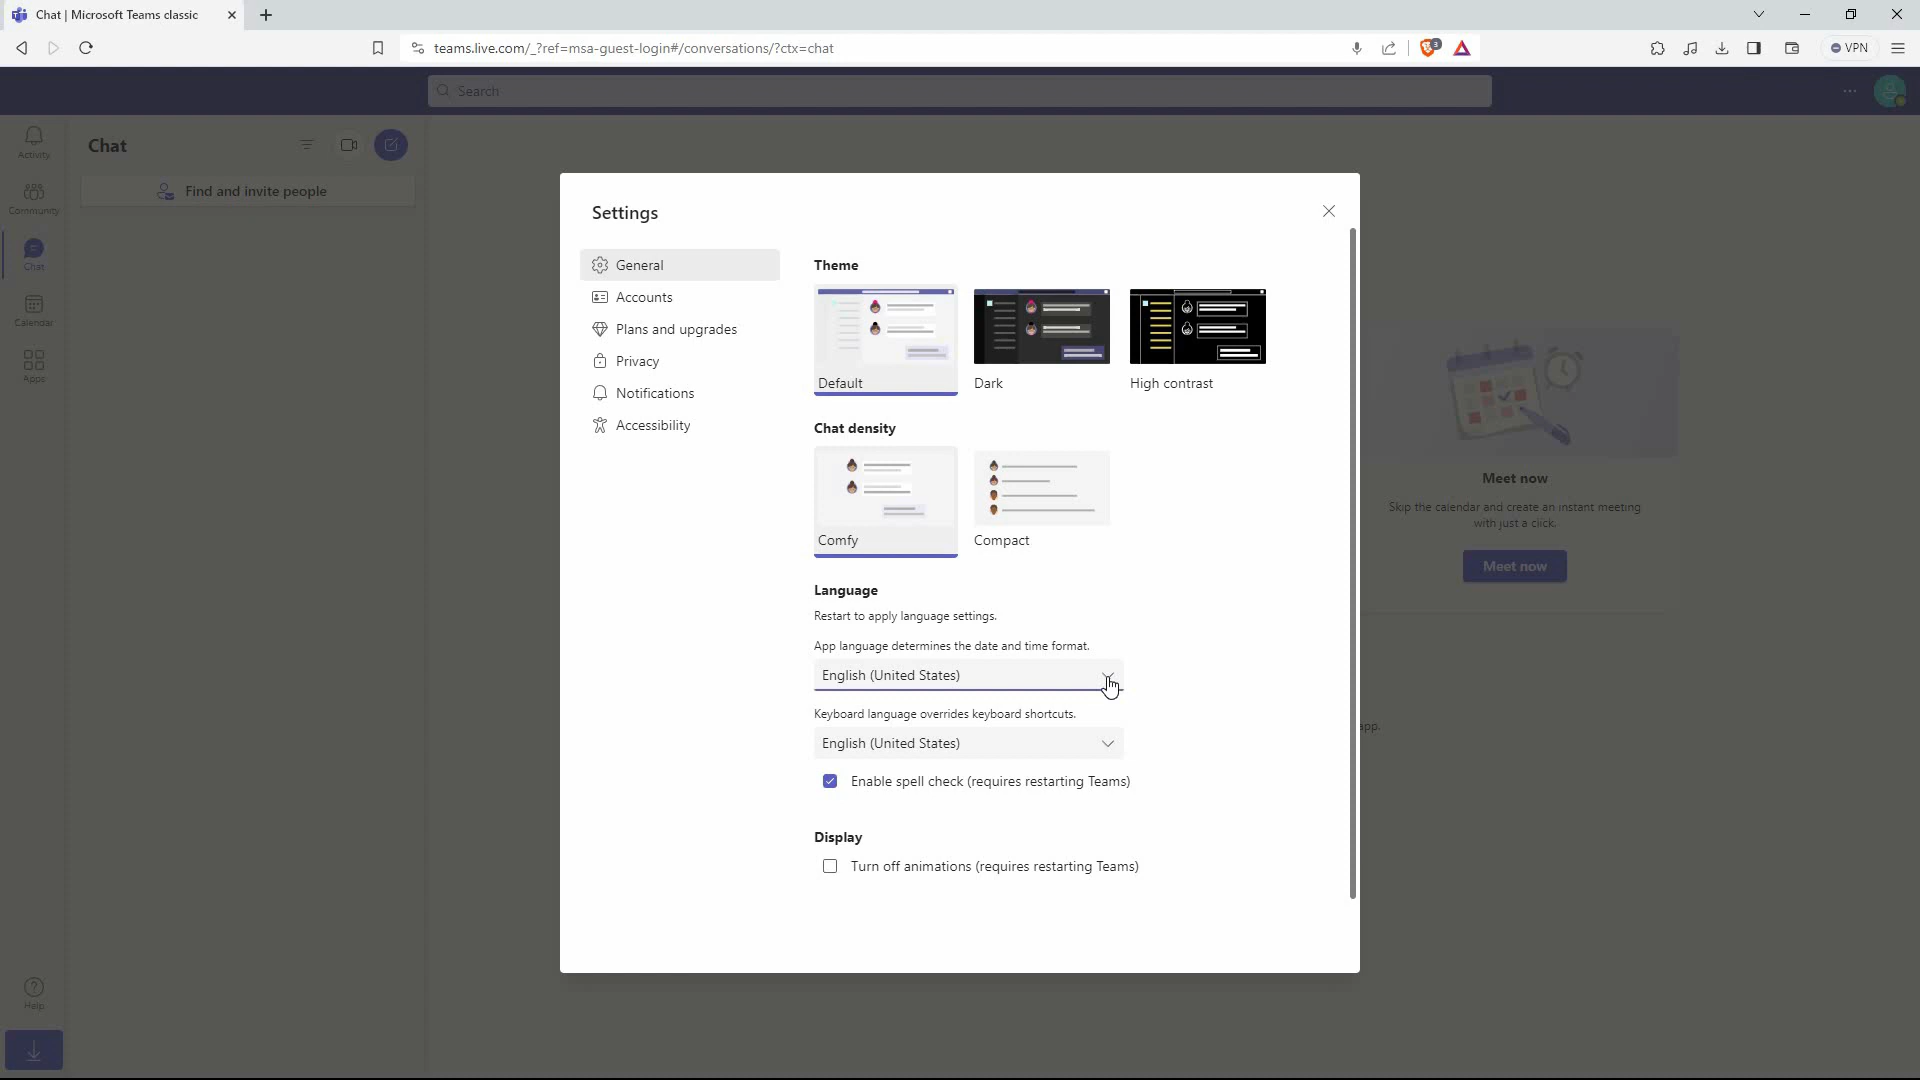 Chat | Microsoft Teams classic
teams.live.com/_?ref=msa-guest-login#/conversations/?ctx=chat
3
VPN
Search
Activity
Community
Chat
Calendar
Apps
Help
Chat
Find and invite people
Settings
General
Accounts
Plans and upgrades
Privacy
Notifications
Accessibility
Theme
Default
Dark
High contrast
Chat density
Comfy
Compact
Language
Restart to apply language settings.
App language determines the date and time format.
English (United States)
Keyboard language overrides keyboard shortcuts.
English (United States)
Enable spell check (requires restarting Teams)
Display
Turn off animations (requires restarting Teams)
Meet now
Skip the calendar and create an instant meeting
with just a click.
Meet now
app.